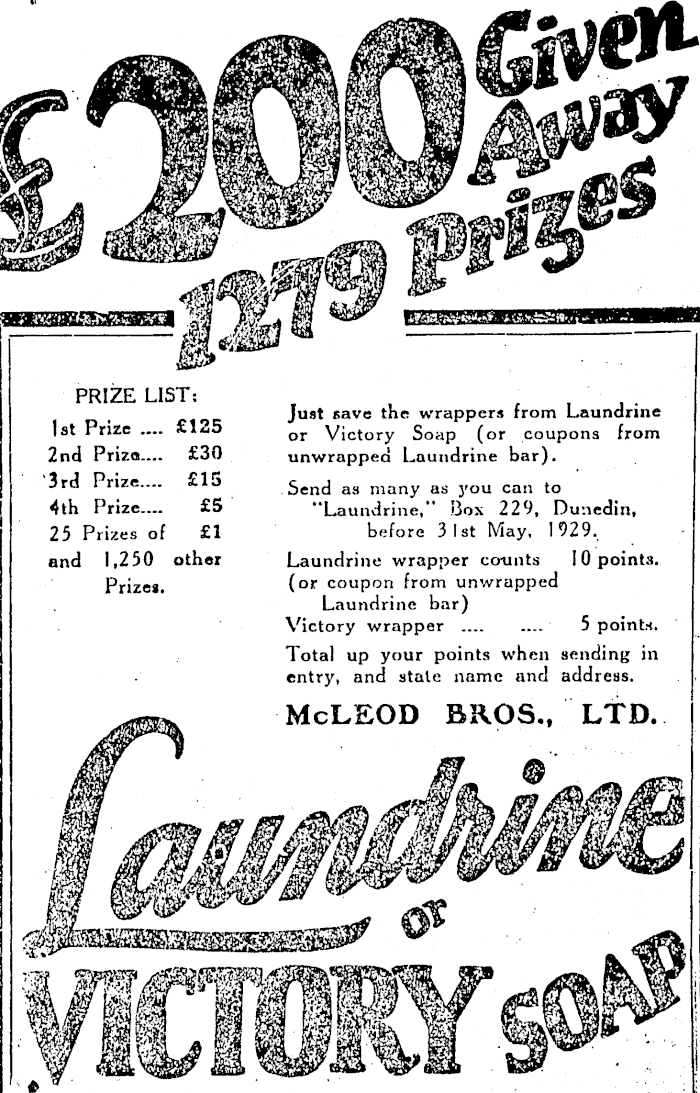 £200 Given
Away
1279 Prizes
PRIZE LIST:
1st Prize .... £125
2nd Prize.... £30
3rd Prize.... £15
4th Prize.... £5
25 Prizes of £1
and 1,250 other
Prizes.
Just save the wrappers from Laundrine
or Victory Soap (or coupons from
unwrapped Laundrine bar).
Send as many as you can to
"Laundrine," Box 229, Dunedin,
before 31st May, 1929.
Laundrine wrapper counts 10 points.
(or coupon from unwrapped
Laundrine bar)
Victory wrapper .... .... 5 points.
Total up your points when sending in
entry, and state name and address.
McLEOD BROS., LTD.
Laundrine
or
VICTORY SOAP